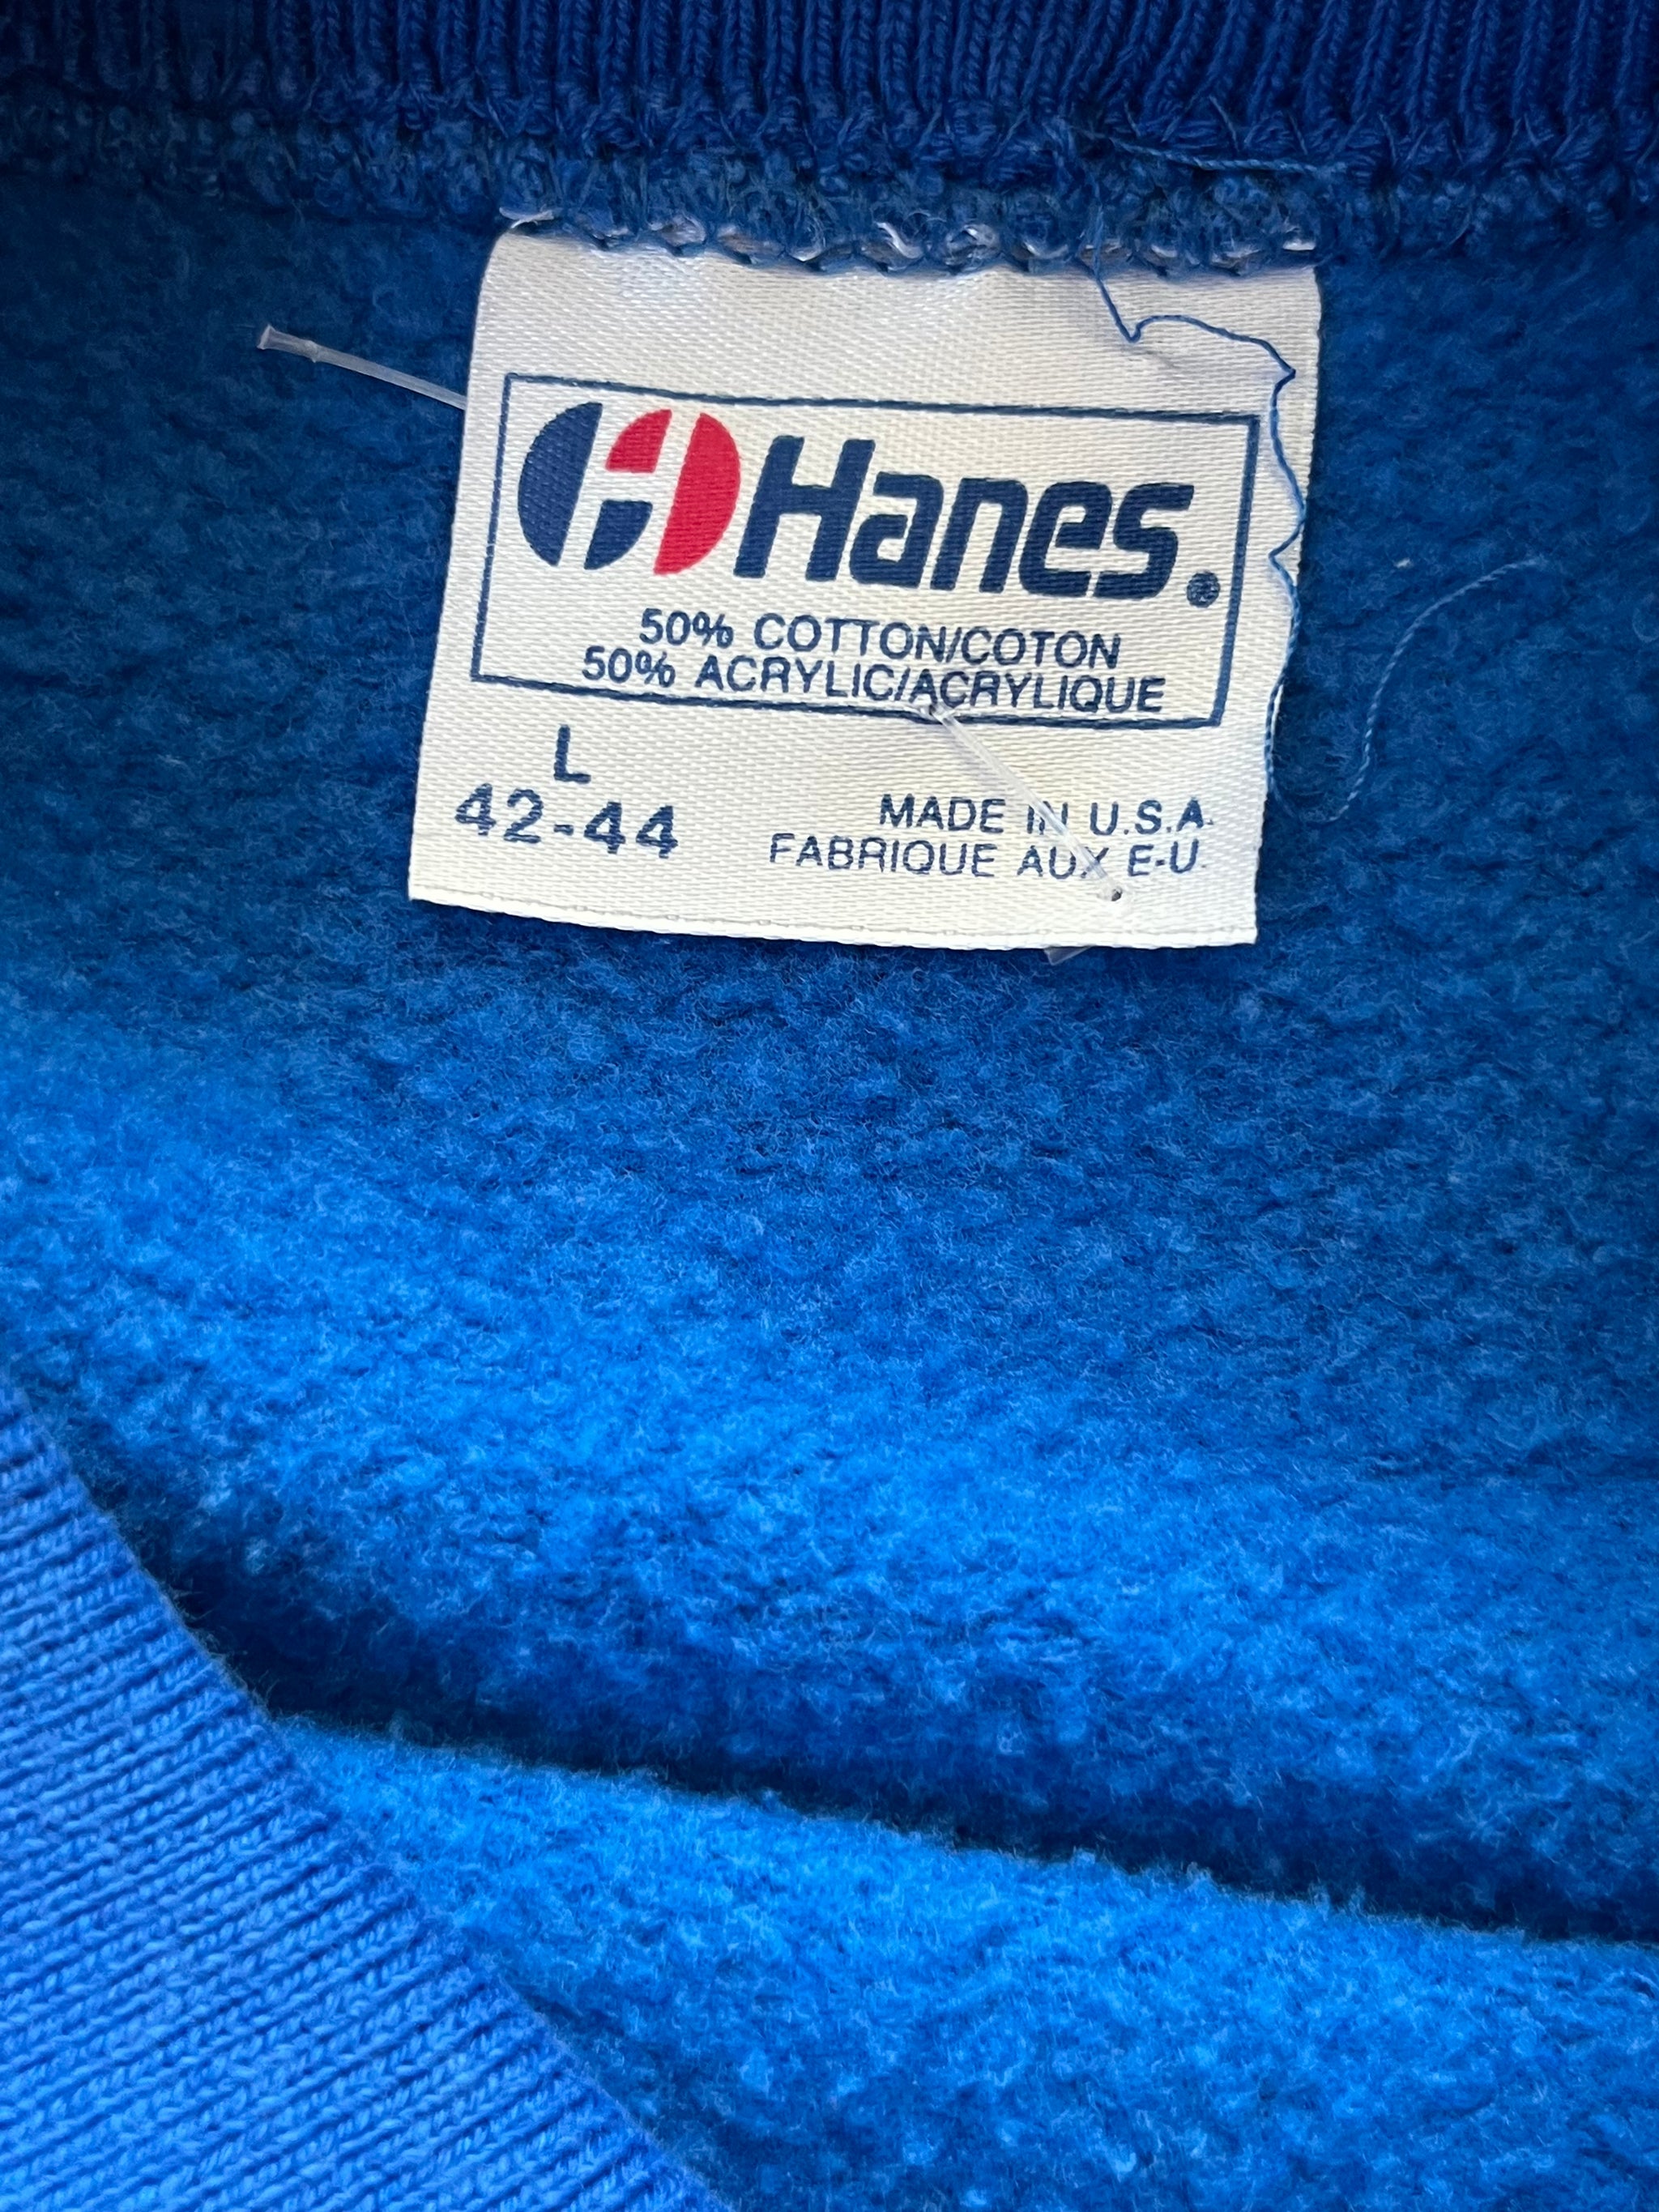 Hanes®
50% COTTON/COTON
50% ACRYLIC/ACRYLIQUE
L
42-44
MADE IN U.S.A.
FABRIQUE AUX E-U.